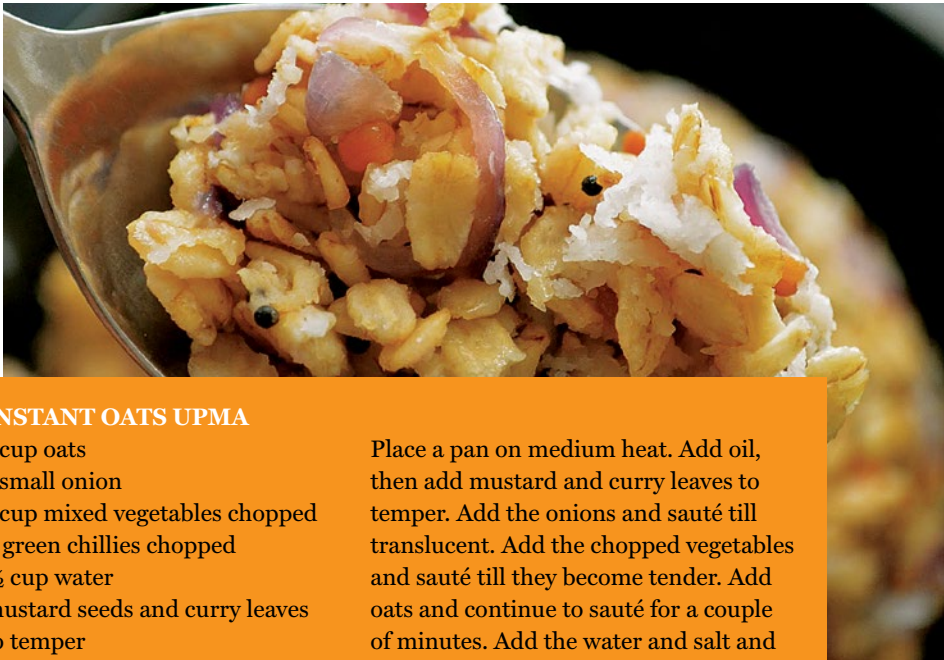 INSTANT OATS UPMA
cup oats
small onion
cup mixed vegetables chopped
green chillies chopped
cup water
mustard seeds and curry leaves
to temper
Place a pan on medium heat. Add oil,
then add mustard and curry leaves to
temper. Add the onions and sauté till
translucent. Add the chopped vegetables
and sauté till they become tender. Add
oats and continue to sauté for a couple
of minutes. Add the water and salt and